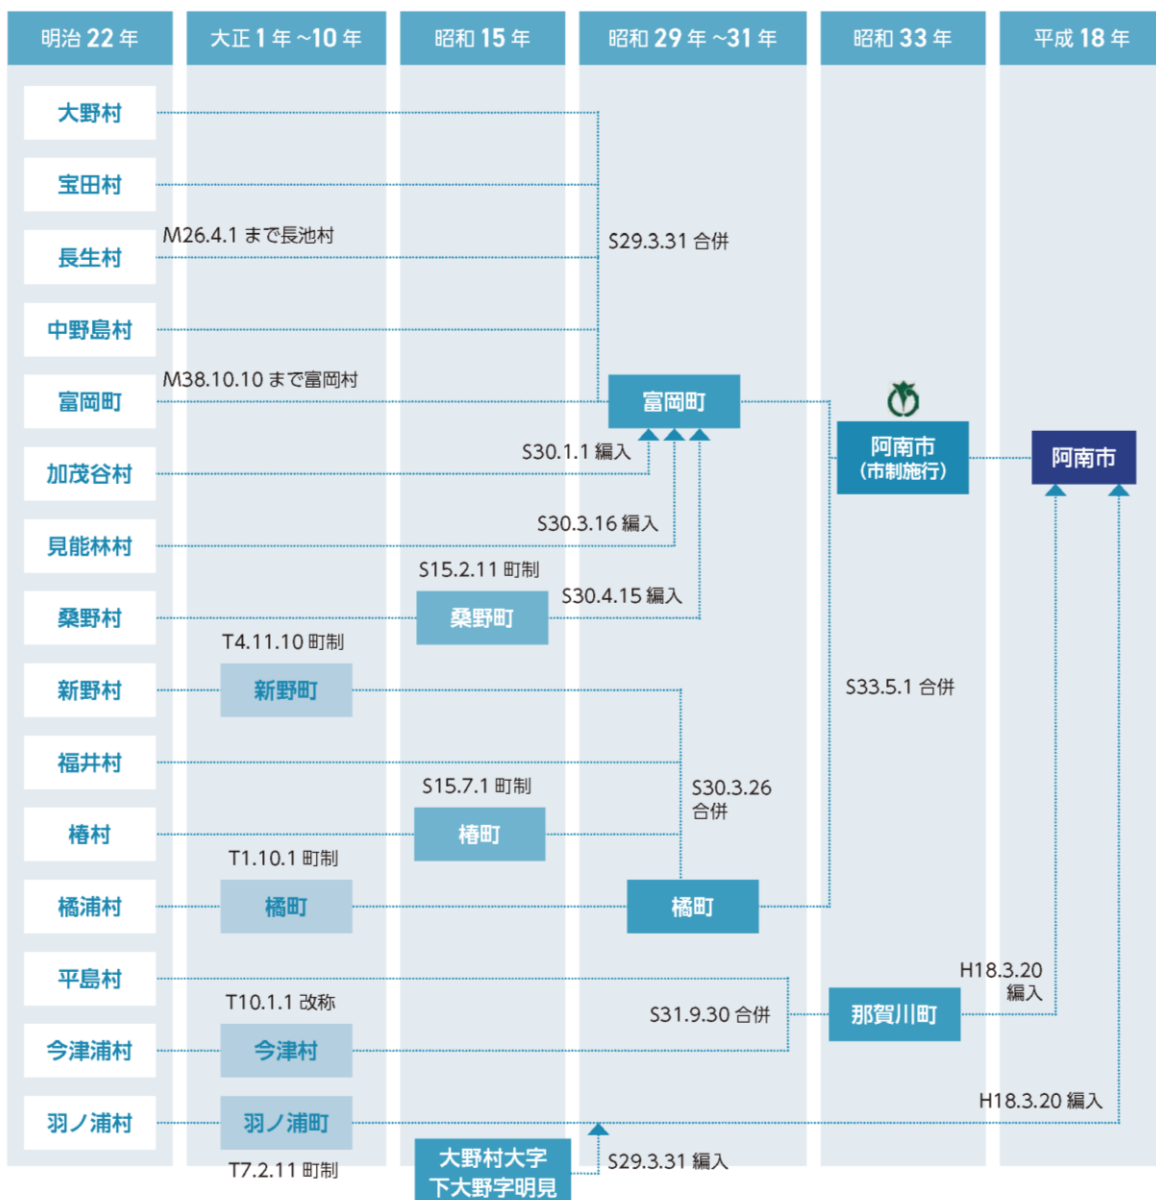 明治 22 年
大正 1 年 ~10 年
昭和 15 年
昭和 29 年 ~31 年
昭和 33 年
平成 18 年
大野村
宝田村
長生村
M26.4.1 まで長池村
S29.3.31 合併
中野島村
富岡町
M38.10.10 まで富岡村
富岡町
加茂谷村
S30.1.1 編入
阿南市
（市制施行）
阿南市
見能林村
S30.3.16 編入
桑野村
S15.2.11 町制
桑野町
S30.4.15 編入
新野村
T4.11.10 町制
新野町
S33.5.1 合併
福井村
S30.3.26
合併
椿村
S15.7.1 町制
椿町
橘浦村
T1.10.1 町制
橘町
橘町
平島村
今津浦村
T10.1.1 改称
今津村
S31.9.30 合併
那賀川町
H18.3.20
編入
羽ノ浦村
羽ノ浦町
T7.2.11 町制
H18.3.20 編入
大野村大字
下大野字明見
S29.3.31 編入